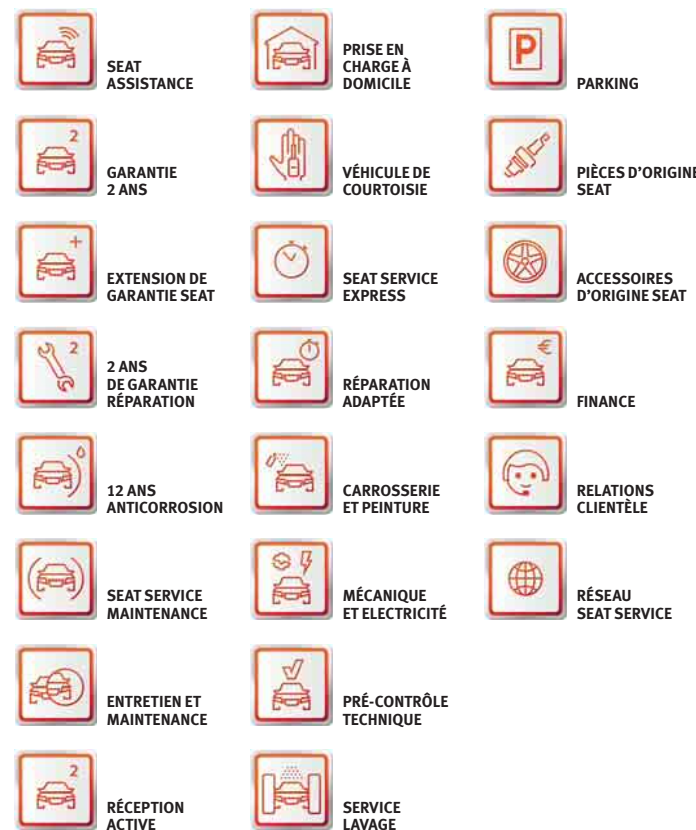 SEAT
ASSISTANCE
2
GARANTIE
2 ANS
+
EXTENSION DE
GARANTIE SEAT
2
2 ANS
DE GARANTIE
RÉPARATION
12 ANS
ANTICORROSION
SEAT SERVICE
MAINTENANCE
ENTRETIEN ET
MAINTENANCE
2
RÉCEPTION
ACTIVE
PRISE EN
CHARGE À
DOMICILE
VÉHICULE DE
COURTOISIE
SEAT SERVICE
EXPRESS
RÉPARATION
ADAPTÉE
CARROSSERIE
ET PEINTURE
MÉCANIQUE
ET ELECTRICITÉ
PRÉ-CONTRÔLE
TECHNIQUE
SERVICE
LAVAGE
P
PARKING
PIÈCES D'ORIGINE
SEAT
ACCESSOIRES
D'ORIGINE SEAT
€
FINANCE
RELATIONS
CLIENTÈLE
RÉSEAU
SEAT SERVICE